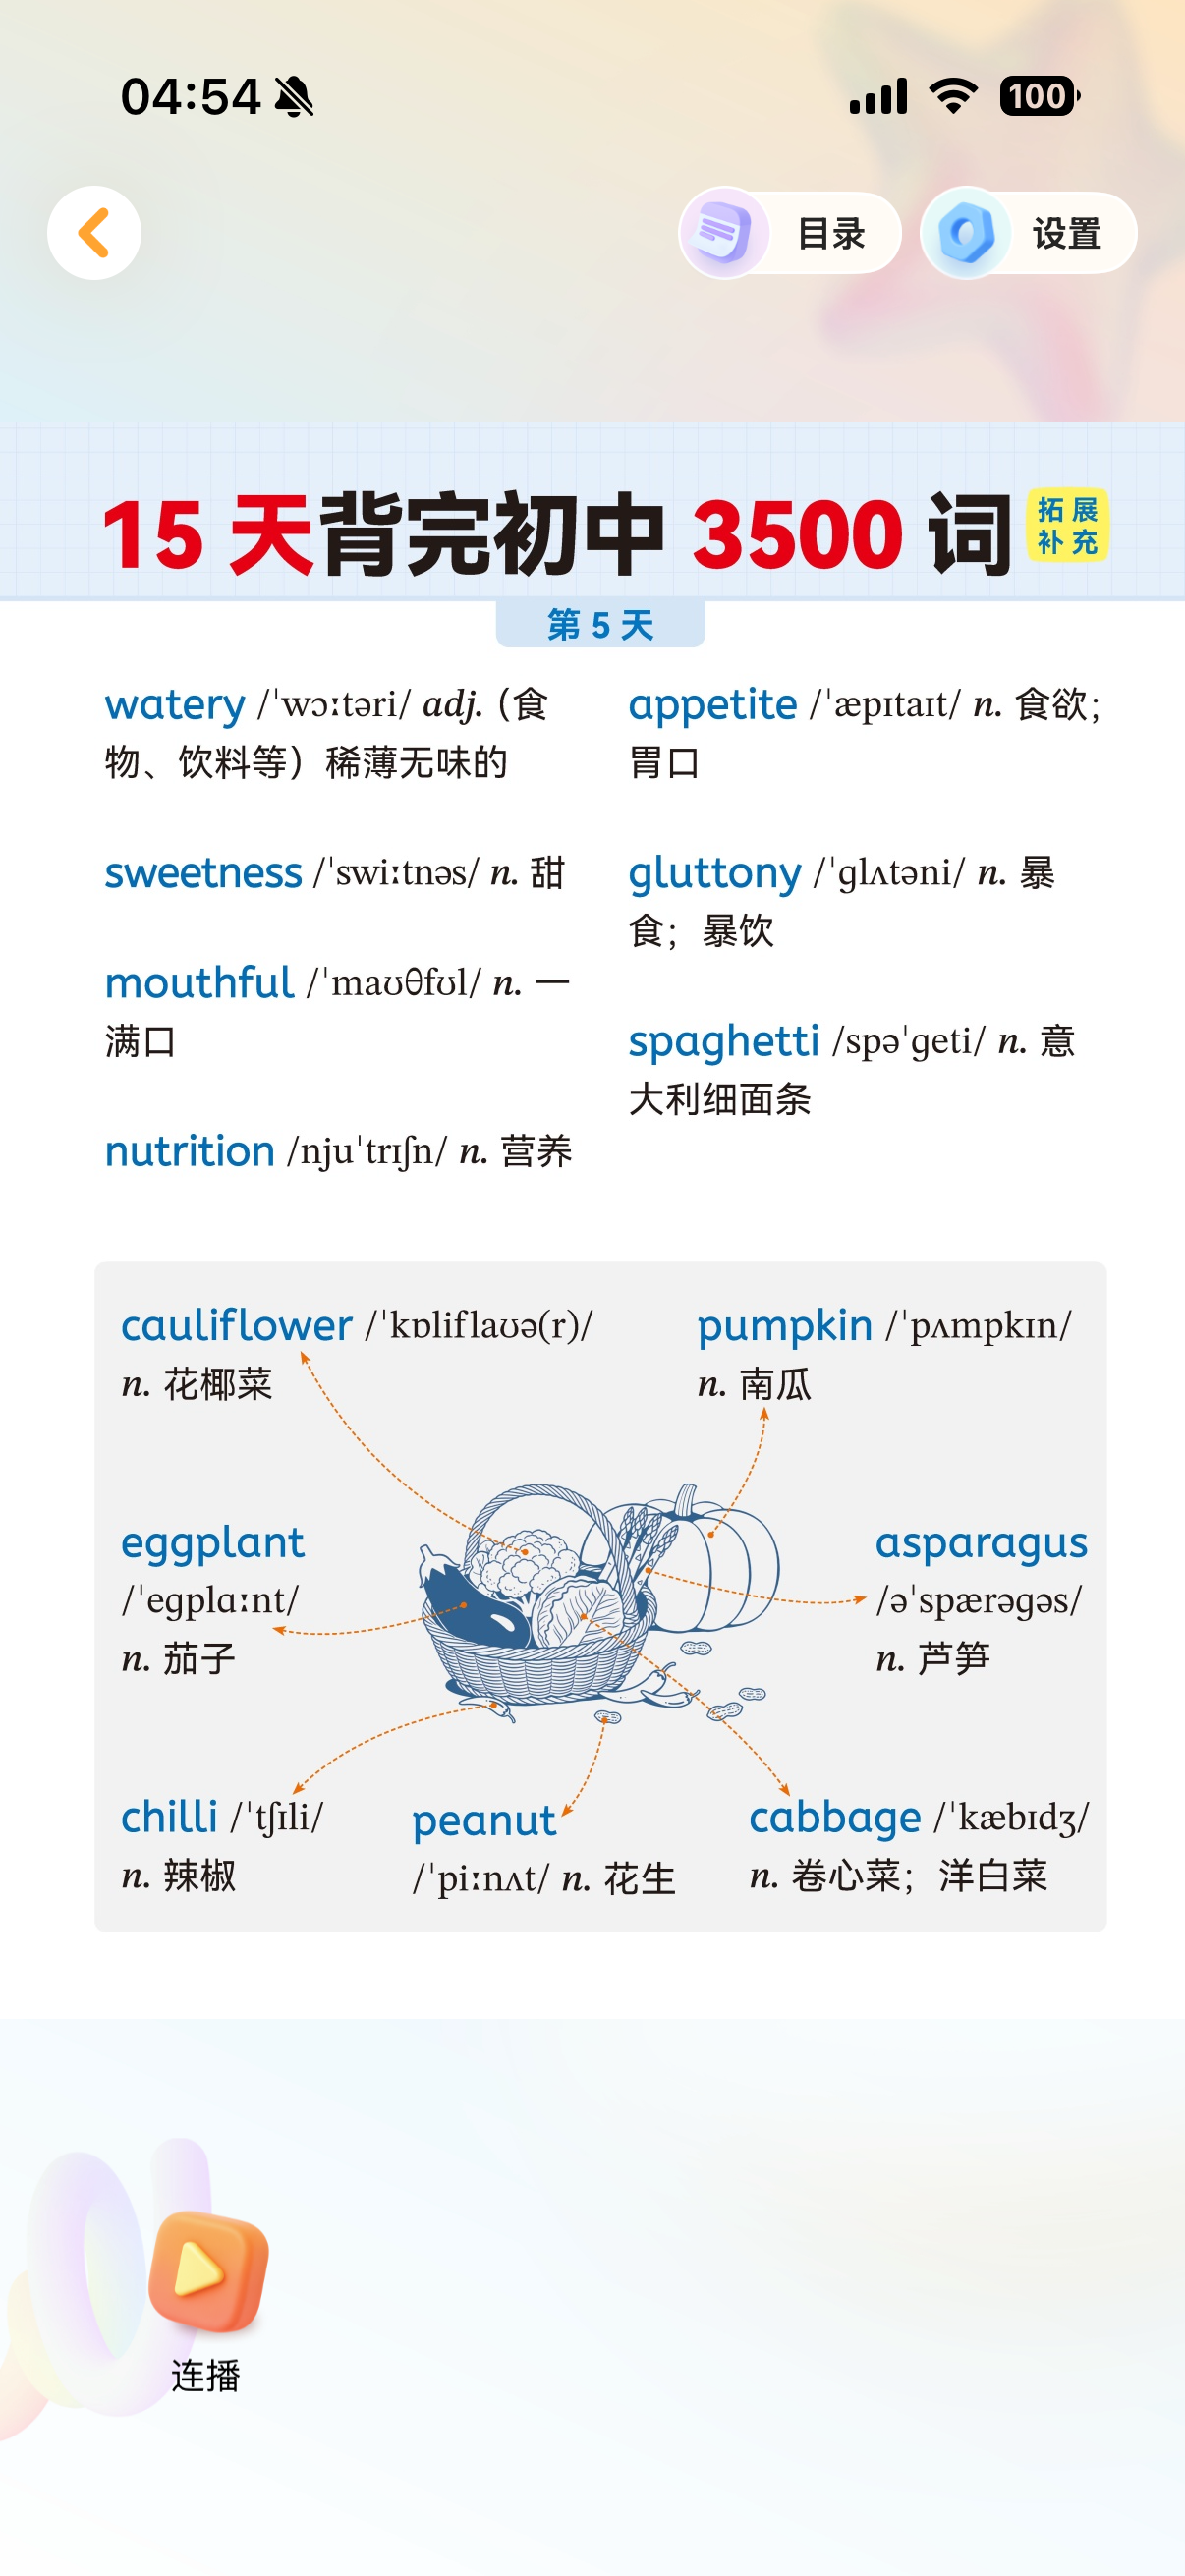 04:54
100
目录
设置
15 天背完初中 3500 词
拓展
补充
第 5 天
watery /ˈwɔːtəri/ adj.（食
物、饮料等）稀薄无味的
sweetness /ˈswiːtnəs/ n. 甜
mouthful /ˈmaʊθfʊl/ n. 一
满口
nutrition /njuˈtrɪʃn/ n. 营养
appetite /ˈæpɪtaɪt/ n. 食欲；
胃口
gluttony /ˈɡlʌtəni/ n. 暴
食；暴饮
spaghetti /spəˈɡeti/ n. 意
大利细面条
cauliflower /ˈkɒliflaʊə(r)/
n. 花椰菜
pumpkin /ˈpʌmpkɪn/
n. 南瓜
eggplant
/ˈeɡplɑːnt/
n. 茄子
asparagus
/əˈspærəɡəs/
n. 芦笋
chilli /ˈtʃɪli/
n. 辣椒
peanut
/ˈpiːnʌt/ n. 花生
cabbage /ˈkæbɪdʒ/
n. 卷心菜；洋白菜
连播